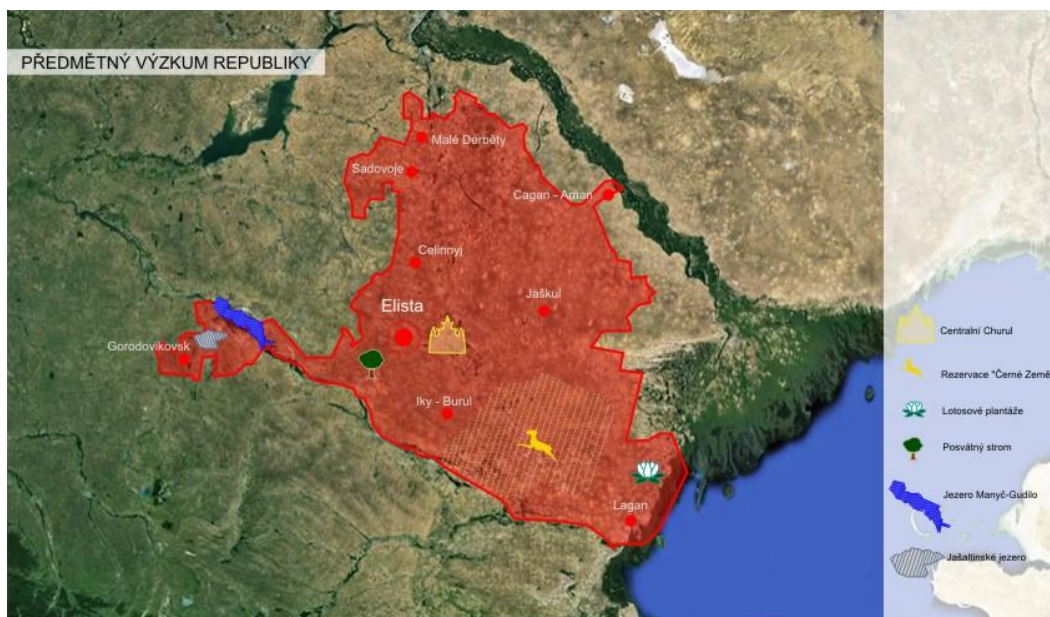 PŘEDMĚTNÝ VÝZKUM REPUBLIKY
Malé Derběty
Sadovoje
Cagan - Aman
Celinnyj
Elista
Jaškul
Gorodovikovsk
Iky - Burul
Lagan
Centralní Churul
Rezervace "Černé Země
Lotosové plantáže
Posvátný strom
Jezero Manyč-Gudilo
Jašaltinské jezero